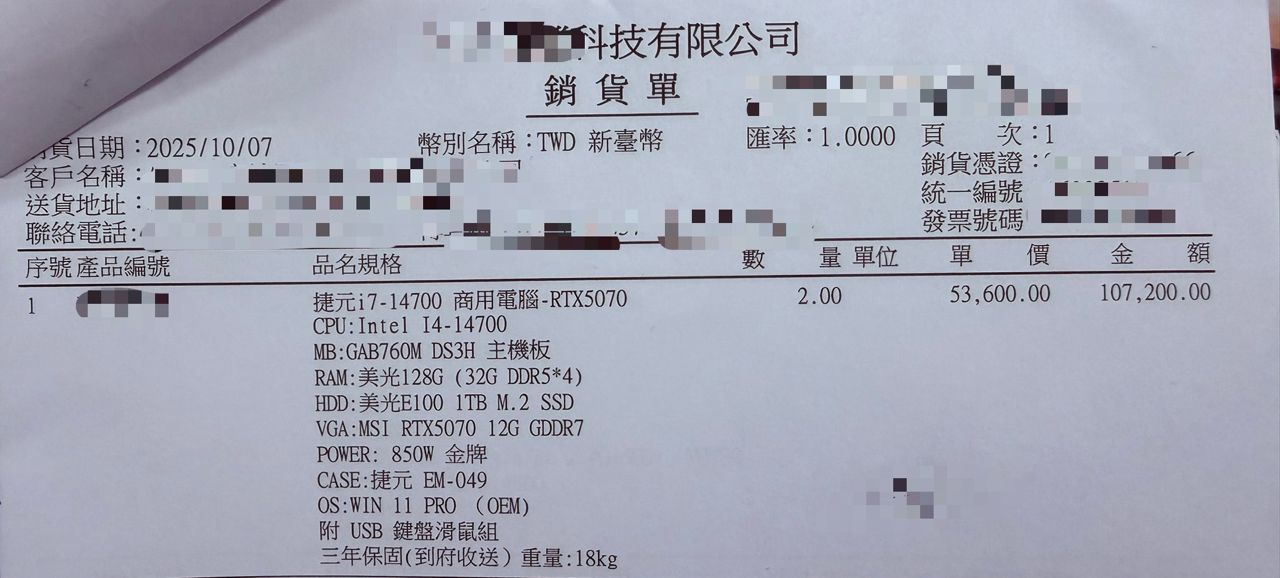 科技有限公司
銷貨單
銷貨日期：2025/10/07 幣別名稱：TWD 新臺幣 匯率：1.0000 頁 次：1
客戶名稱： 銷貨憑證：
送貨地址： 統一編號
聯絡電話: 發票號碼
序號 產品編號 品名規格 數 量 單位 單 價 金 額
1 捷元i7-14700 商用電腦-RTX5070 2.00 53,600.00 107,200.00
CPU:Intel I4-14700
MB:GAB760M DS3H 主機板
RAM:美光128G (32G DDR5*4)
HDD:美光E100 1TB M.2 SSD
VGA:MSI RTX5070 12G GDDR7
POWER: 850W 金牌
CASE:捷元 EM-049
OS:WIN 11 PRO （OEM)
附 USB 鍵盤滑鼠組
三年保固(到府收送）重量:18kg